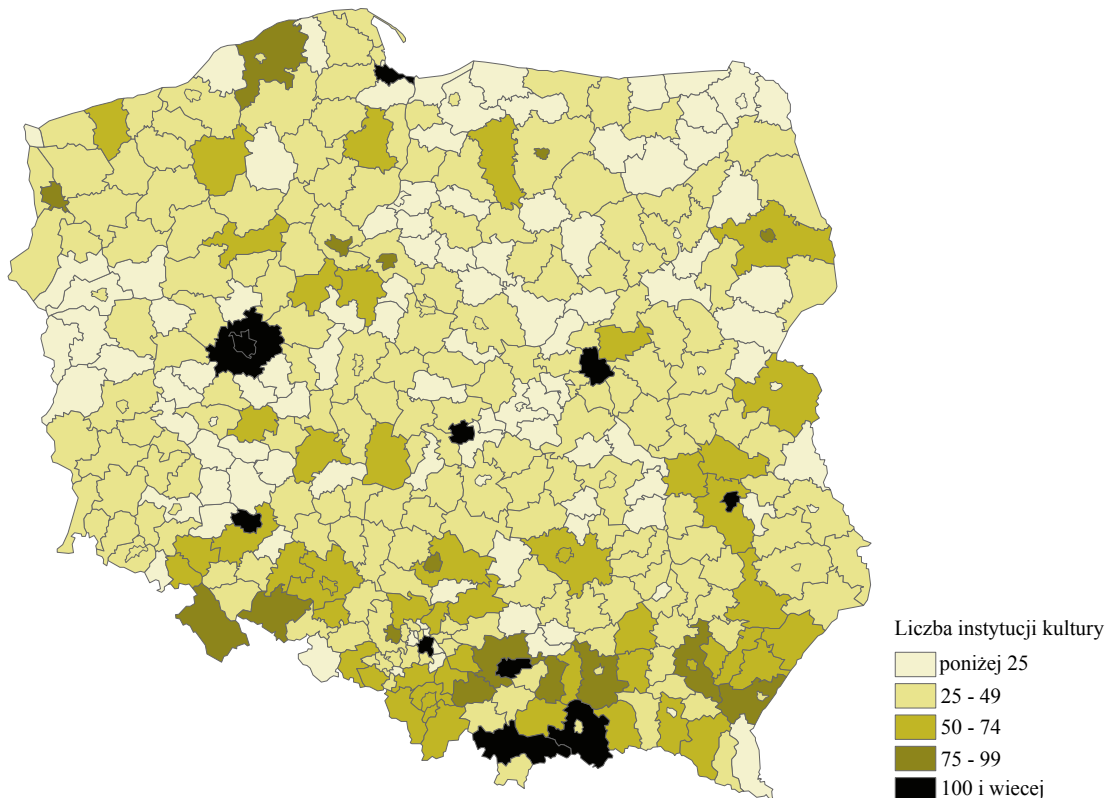 Liczba instytucji kultury
poniżej 25
25 - 49
50 - 74
75 - 99
100 i wiecej